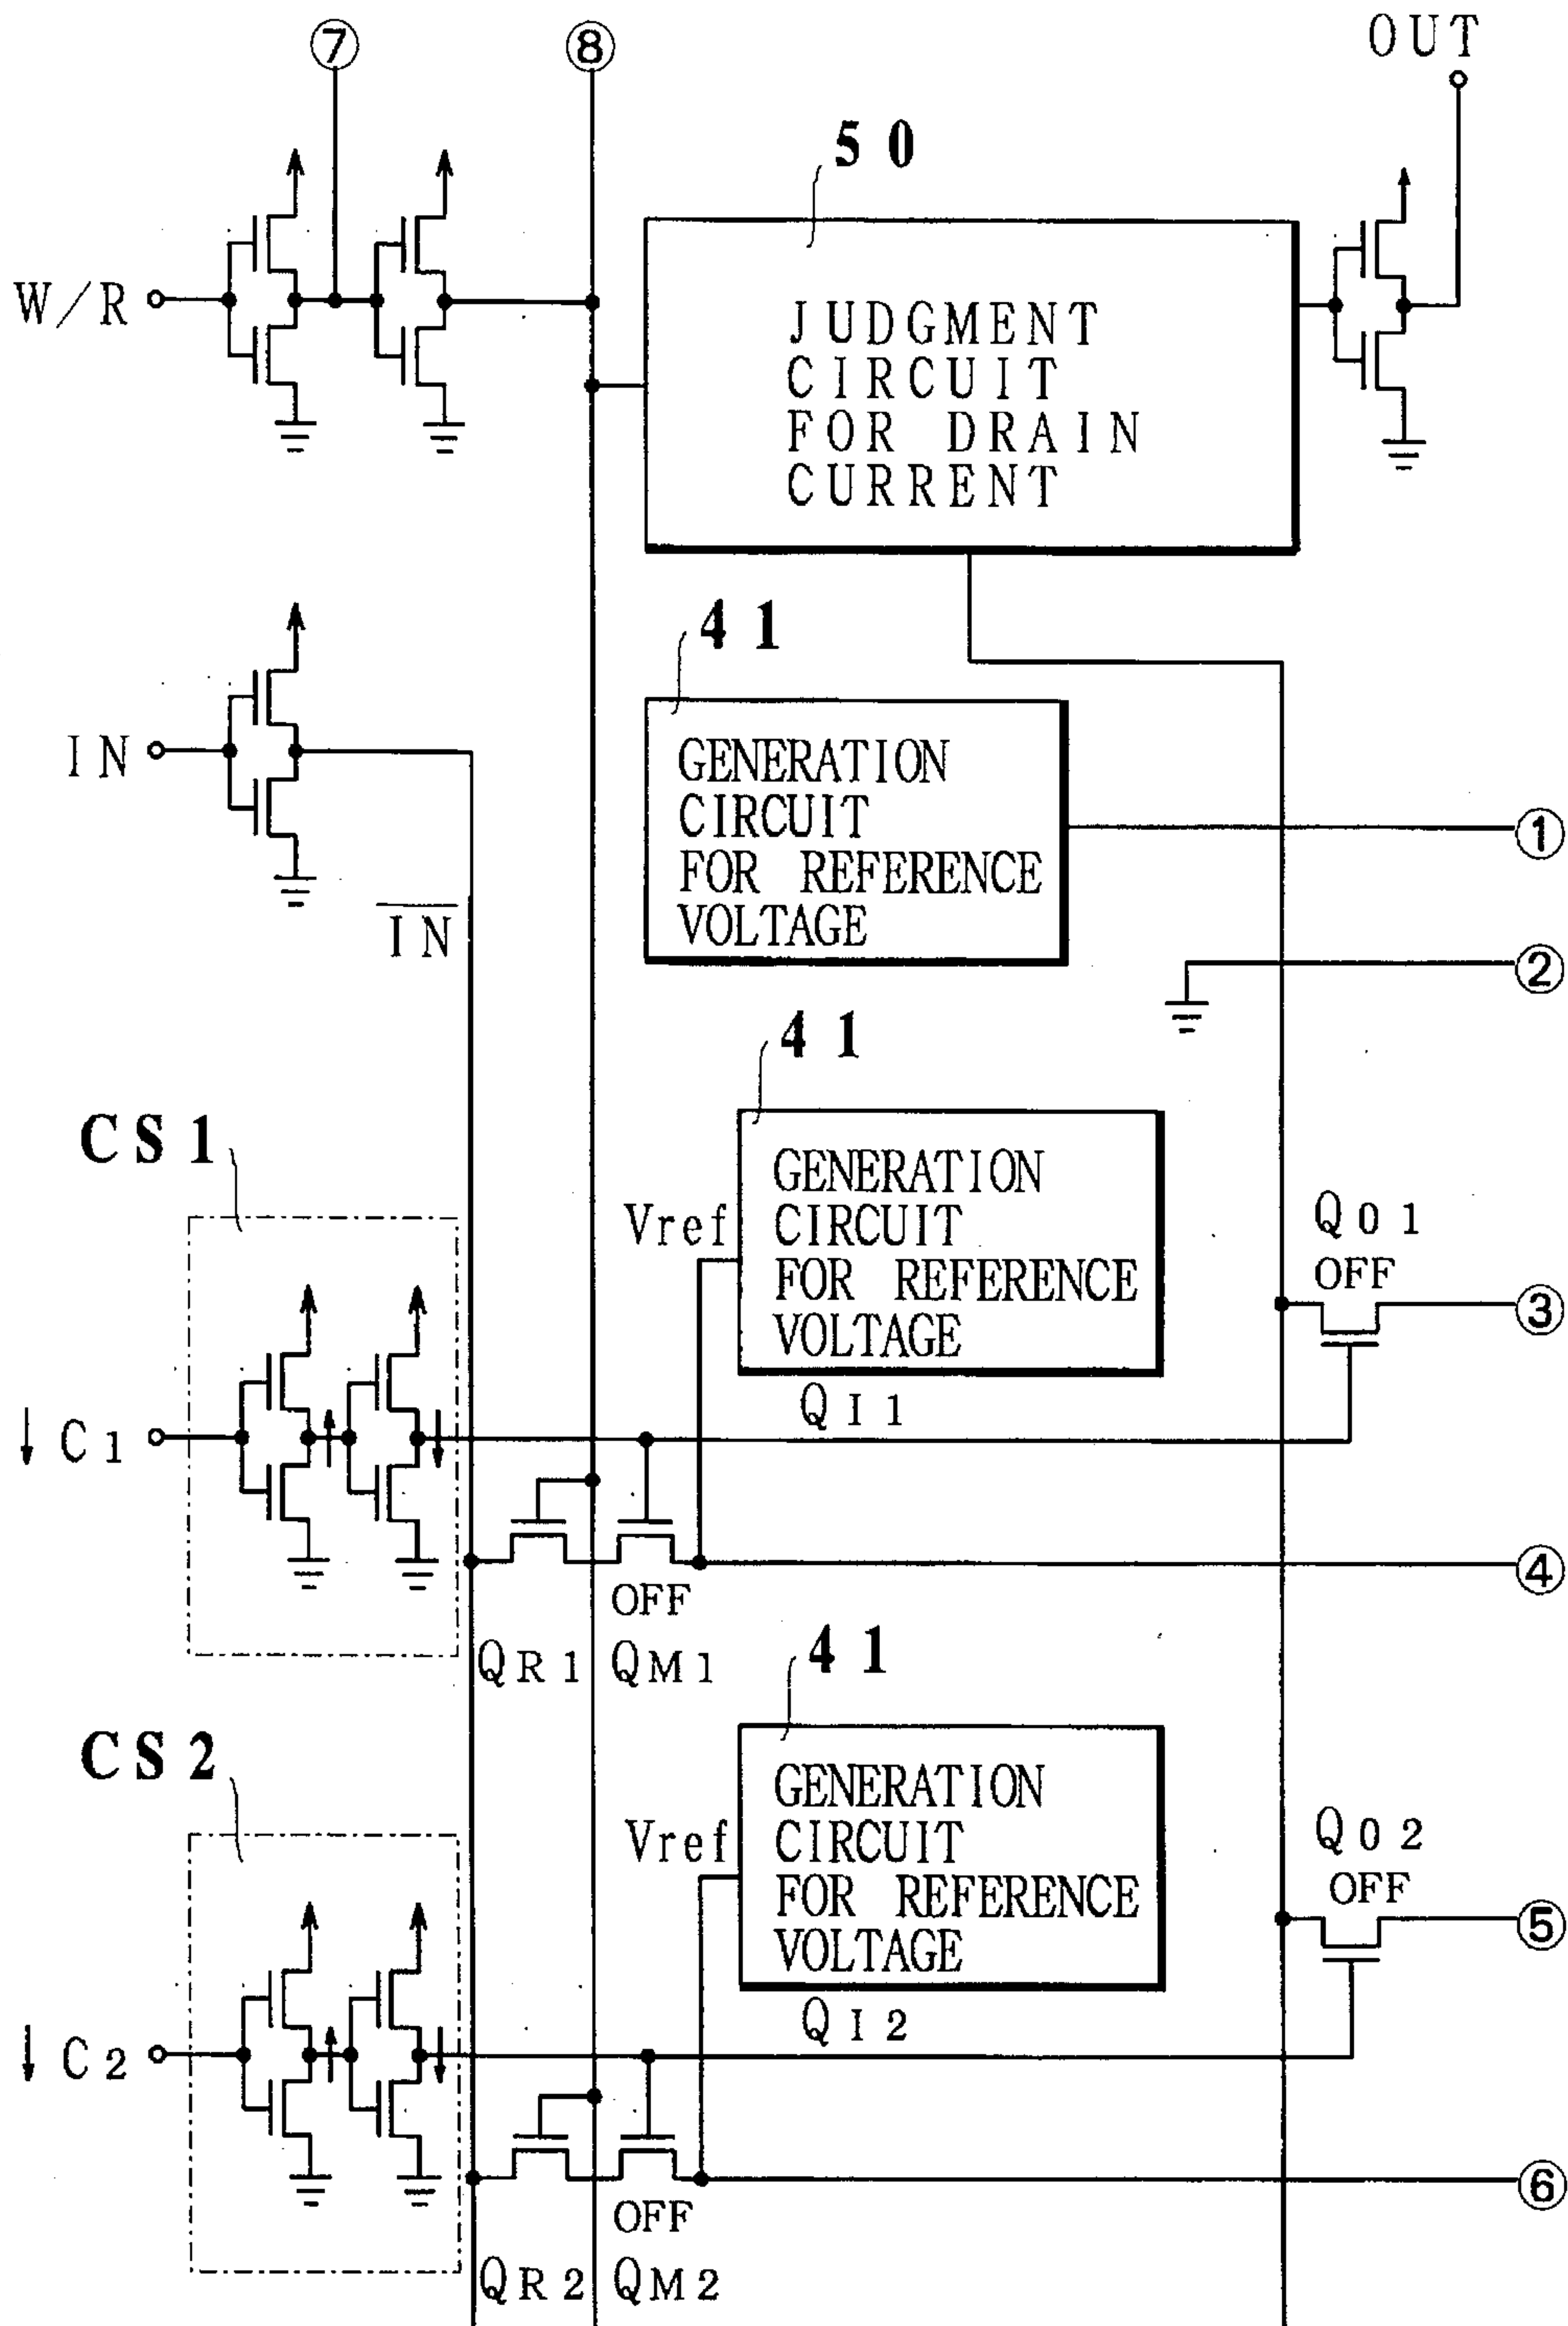 ⑦
⑧
OUT
50
W/R
JUDGMENT
CIRCUIT
FOR DRAIN
CURRENT
41
IN
GENERATION
CIRCUIT
FOR REFERENCE
VOLTAGE
①
IN
②
41
CS1
GENERATION
CIRCUIT
FOR REFERENCE
VOLTAGE
Vref
QO1
OFF
③
QI1
↓ C1
④
OFF
QR1
QM1
41
CS2
GENERATION
CIRCUIT
FOR REFERENCE
VOLTAGE
Vref
QO2
OFF
⑤
QI2
↓ C2
⑥
OFF
QR2
QM2